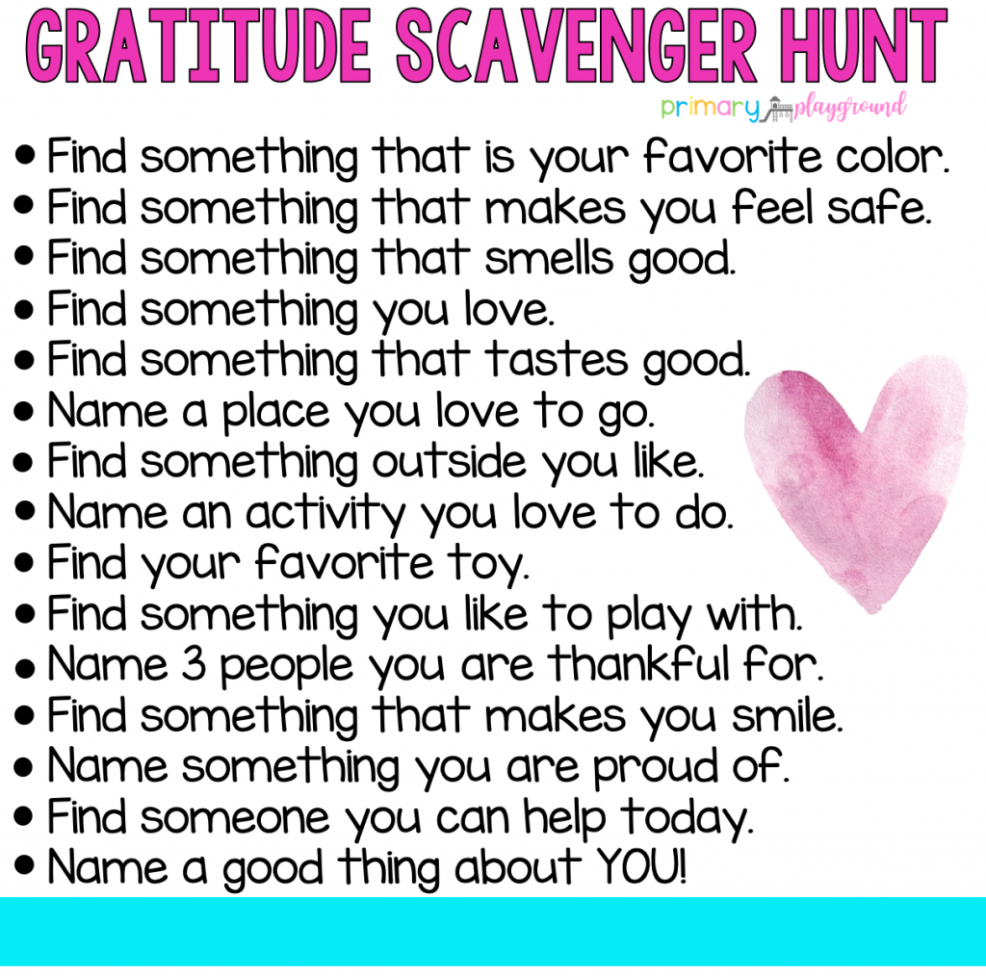 GRATITUDE SCAVENGER HUNT
primary playground
• Find something that is your favorite color.
• Find something that makes you feel safe.
• Find something that smells good.
• Find something you love.
• Find something that tastes good.
• Name a place you love to go.
• Find something outside you like.
• Name an activity you love to do.
• Find your favorite toy.
• Find something you like to play with.
• Name 3 people you are thankful for.
• Find something that makes you smile.
• Name something you are proud of.
• Find someone you can help today.
• Name a good thing about YOU!